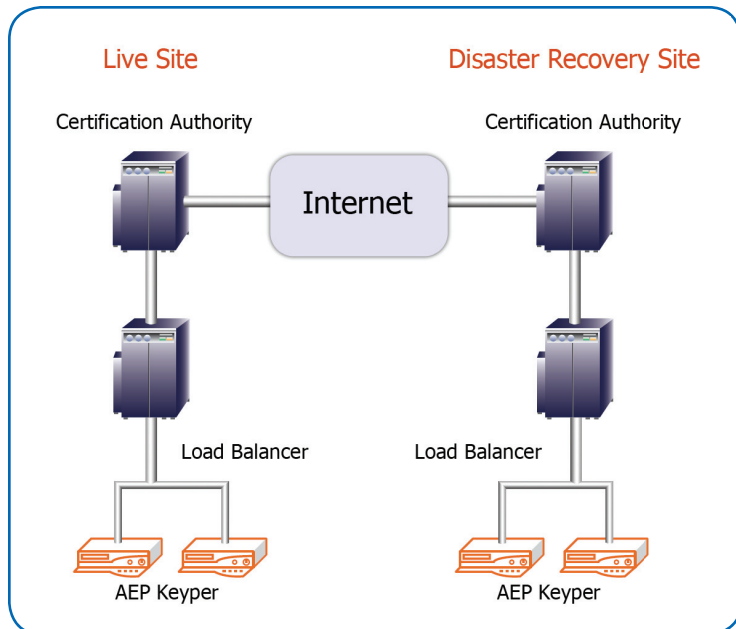 Live Site
Disaster Recovery Site
Certification Authority
Certification Authority
Internet
Load Balancer
Load Balancer
AEP Keyper
AEP Keyper